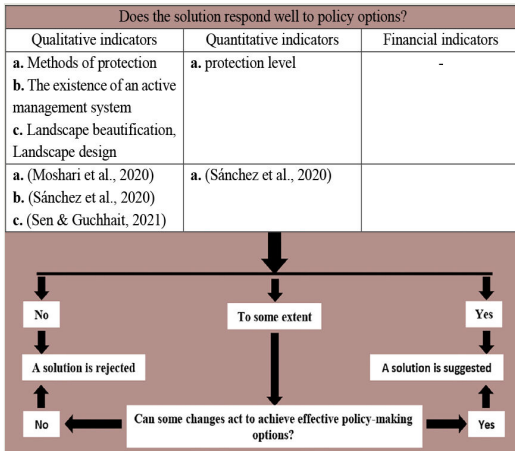 Does the solution respond well to policy options?
Qualitative indicators
Quantitative indicators
Financial indicators
a. Methods of protection
b. The existence of an active
management system
c. Landscape beautification,
Landscape design
a. protection level
-
a. (Moshari et al., 2020)
b. (Sánchez et al., 2020)
c. (Sen & Guchhait, 2021)
a. (Sánchez et al., 2020)
No
To some extent
Yes
A solution is rejected
A solution is suggested
No
Can some changes act to achieve effective policy-making
options?
Yes